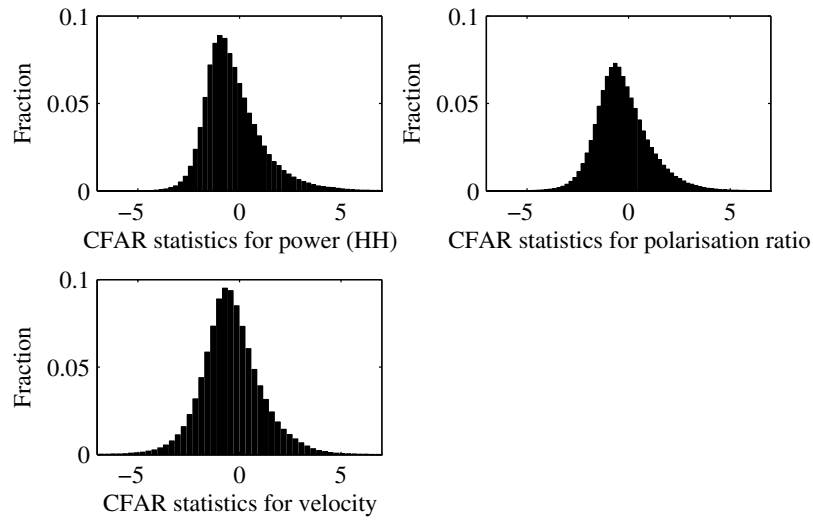 0.1
0.05
0
Fraction
−5 0 5
CFAR statistics for power (HH)
0.1
0.05
0
Fraction
−5 0 5
CFAR statistics for polarisation ratio
0.1
0.05
0
Fraction
−5 0 5
CFAR statistics for velocity